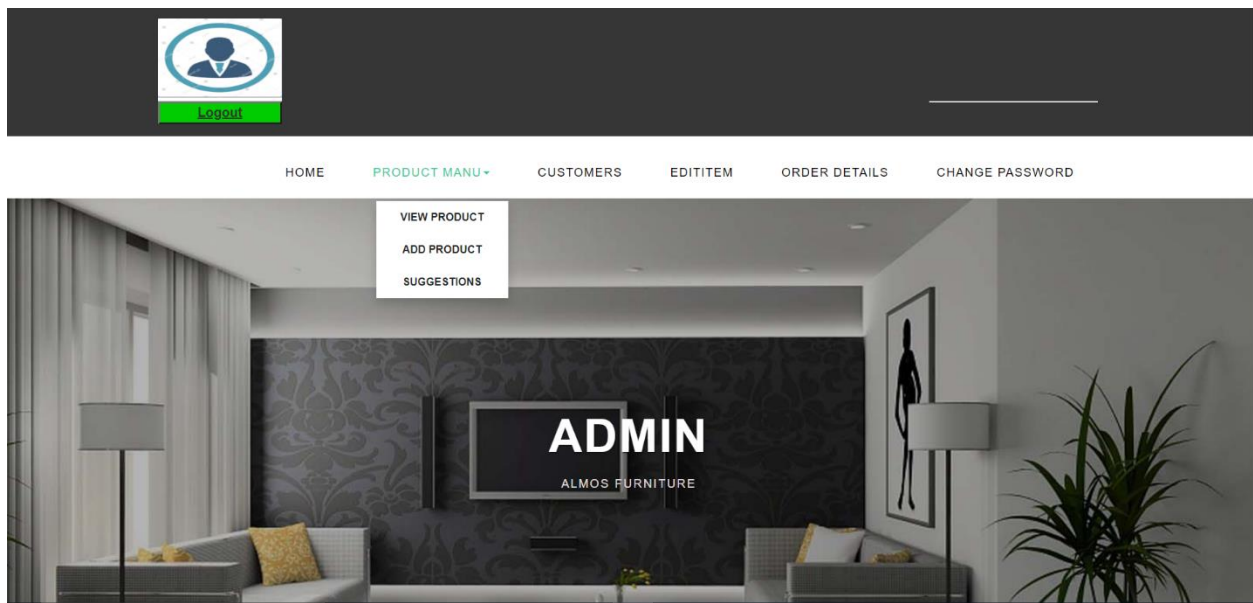 Logout
HOME PRODUCT MANU CUSTOMERS EDITITEM ORDER DETAILS CHANGE PASSWORD
VIEW PRODUCT
ADD PRODUCT
SUGGESTIONS
ADMIN
ALMOS FURNITURE